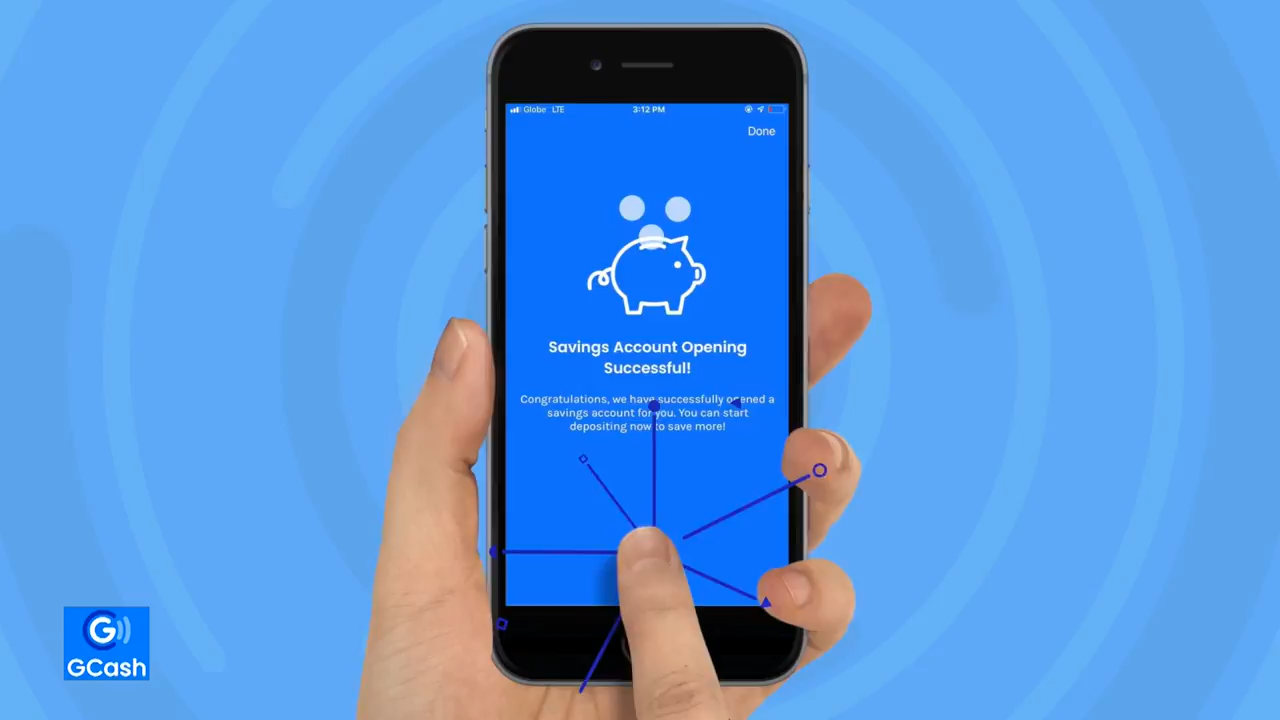 Globe LTE
3:12 PM
Done
Savings Account Opening
Successful!
Congratulations, we have successfully opened a
savings account for you. You can start
depositing now to save more!
G
GCash